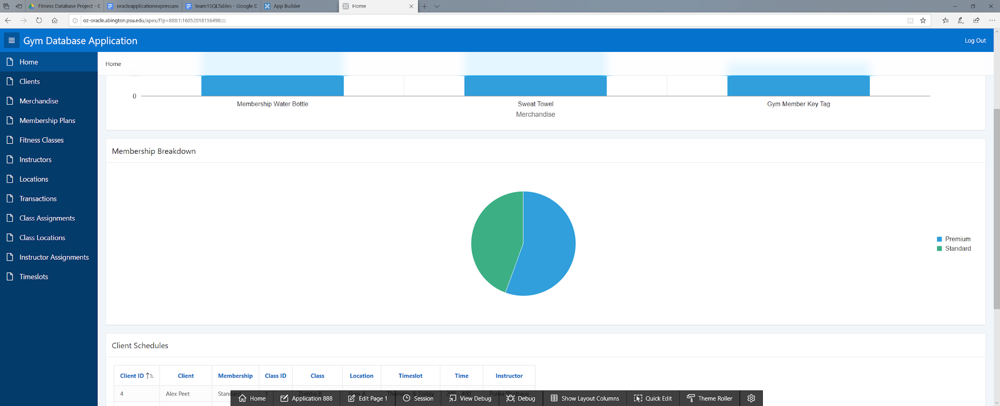 Fitness Database Project - G
oracleapplicationexpressand
team1SQLTables - Google D
App Builder
Home
oz-oracle.abington.psu.edu/apex/f?p=888:1:16052018156498:::::
Gym Database Application
Log Out
Home
Clients
Merchandise
Membership Plans
Fitness Classes
Instructors
Locations
Transactions
Class Assignments
Class Locations
Instructor Assignments
Timeslots
Home
0
Membership Water Bottle
Sweat Towel
Gym Member Key Tag
Merchandise
Membership Breakdown
Premium
Standard
Client Schedules
Client ID Client Membership Class ID Class Location Timeslot Time Instructor
4 Alex Peet Standard 1 Zumba B Gym A Thursday & Friday 200 - 400 Purna Bhattarai
Home Application 888 Edit Page 1 Session View Debug Debug Show Layout Columns Quick Edit Theme Roller